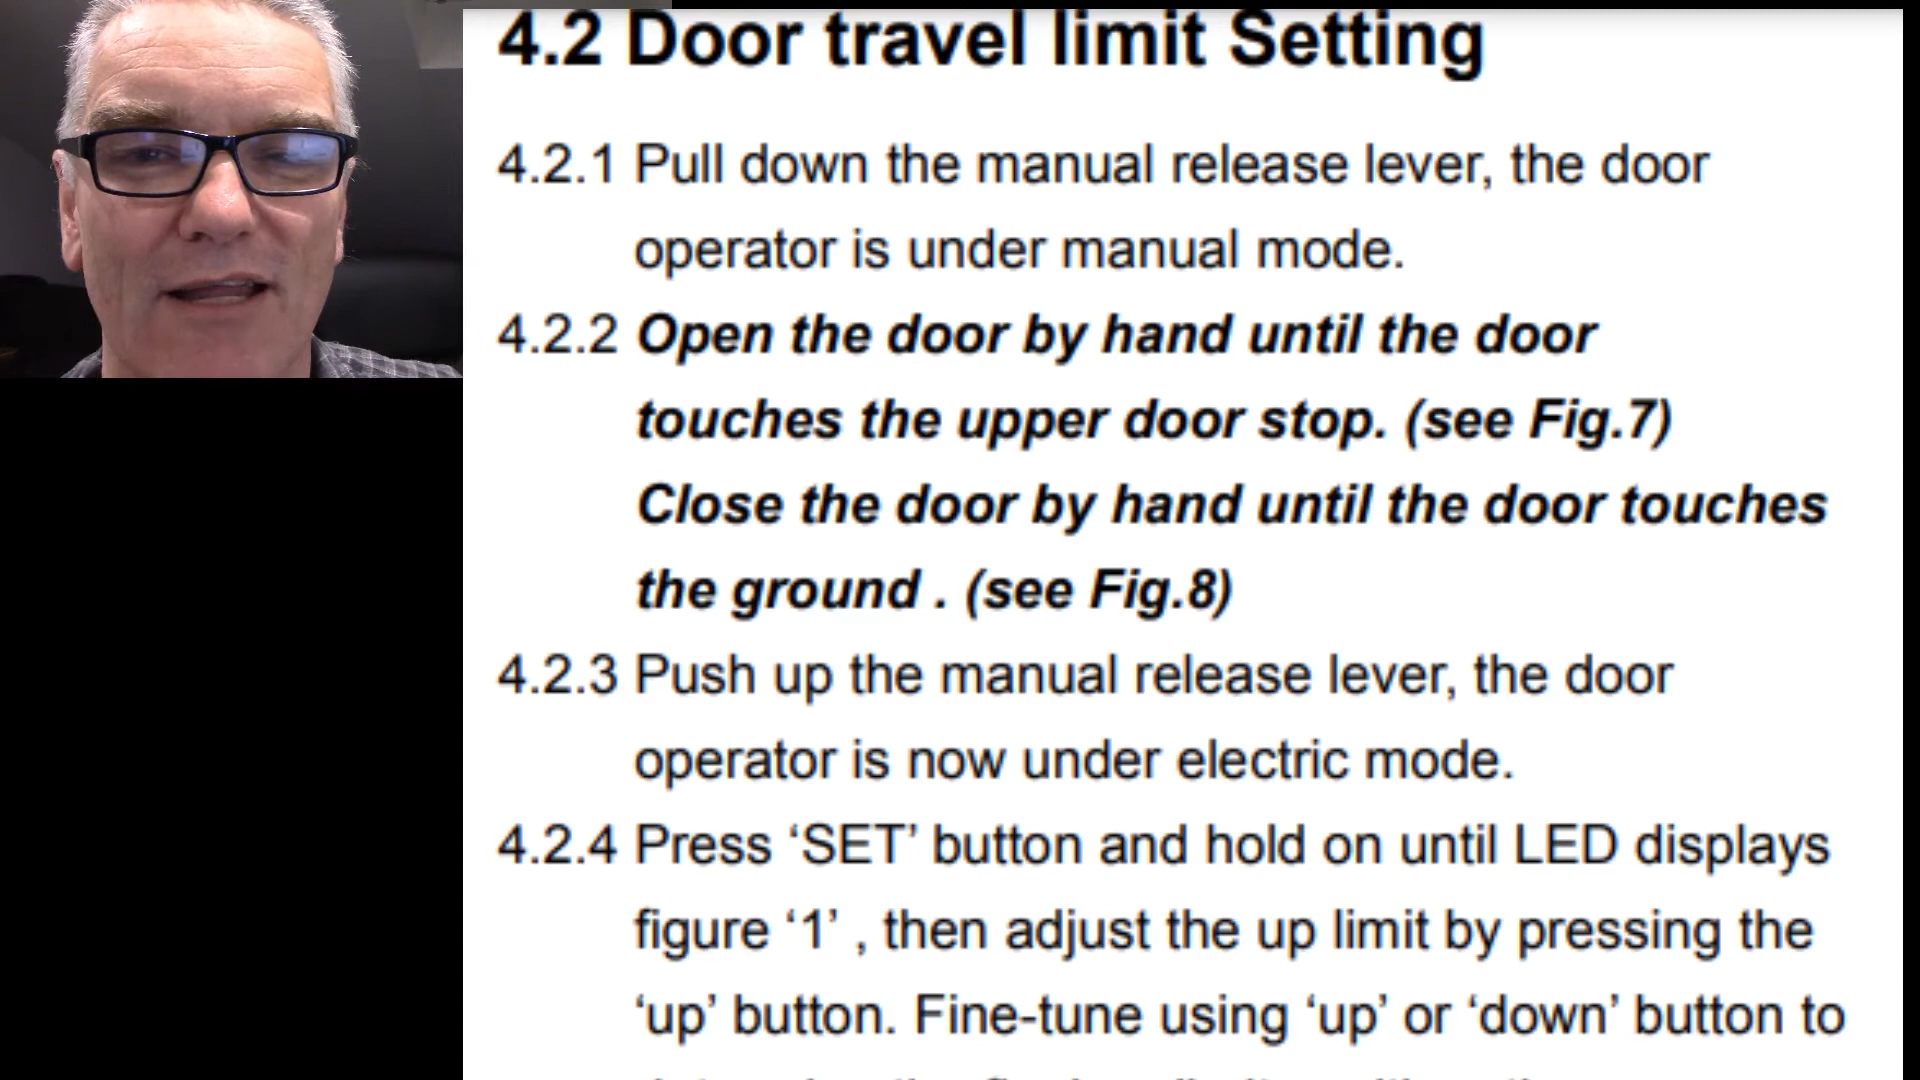 4.2 Door travel limit Setting
4.2.1 Pull down the manual release lever, the door
operator is under manual mode.
4.2.2 Open the door by hand until the door
touches the upper door stop. (see Fig.7)
Close the door by hand until the door touches
the ground . (see Fig.8)
4.2.3 Push up the manual release lever, the door
operator is now under electric mode.
4.2.4 Press ‘SET’ button and hold on until LED displays
figure ‘1’ , then adjust the up limit by pressing the
‘up’ button. Fine-tune using ‘up’ or ‘down’ button to